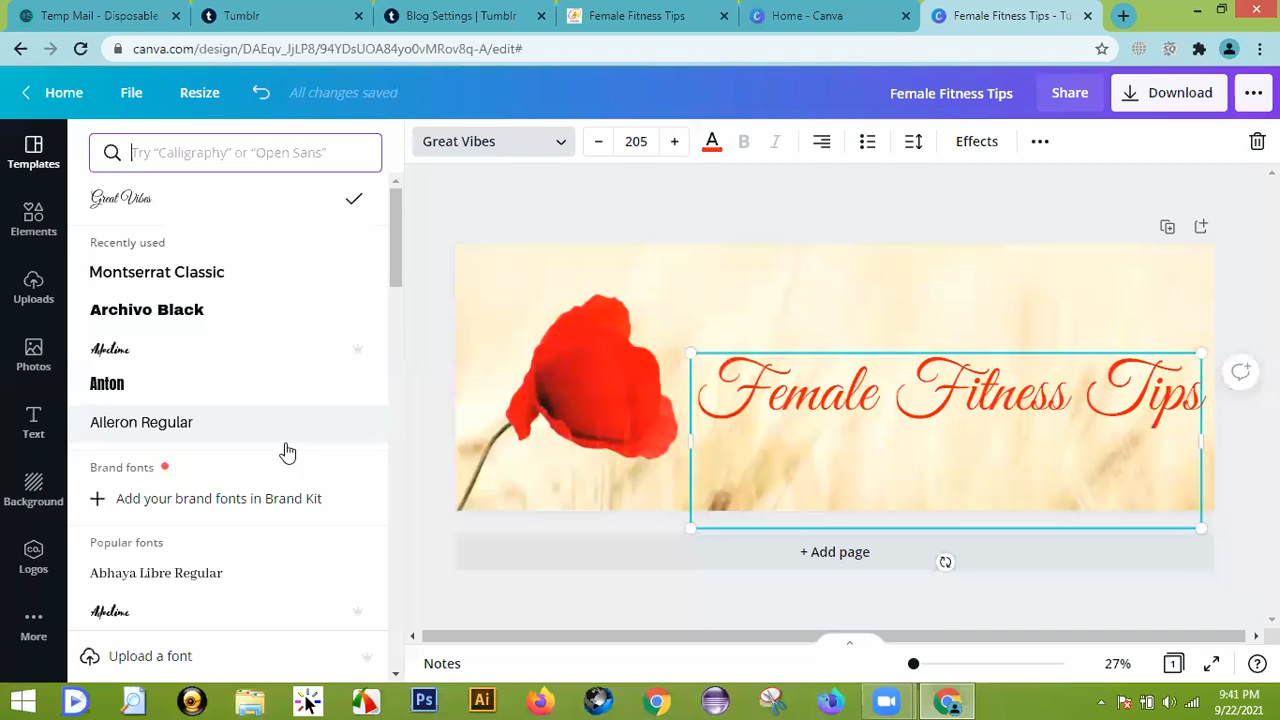 Temp Mail - Disposable
Tumblr
Blog Settings | Tumblr
Female Fitness Tips
Home - Canva
Female Fitness Tips - Tu
canva.com/design/DAEqv_JjLP8/94YDsUOA84yo0vMRov8q-A/edit#
Home
File
Resize
All changes saved
Female Fitness Tips
Share
Download
Templates
Elements
Uploads
Photos
Text
Background
CO.
Logos
More
Try "Calligraphy" or "Open Sans"
Great Vibes
Recently used
Montserrat Classic
Archivo Black
Anton
Alleron Regular
Brand fonts
Add your brand fonts in Brand Kit
Popular fonts
Abhaya Libre Regular
Upload a font
Great Vibes
205
A
B
I
Effects
Female Fitness Tips
+ Add page
Notes
27%
1
Ps
Ai
9:41 PM
9/22/2021